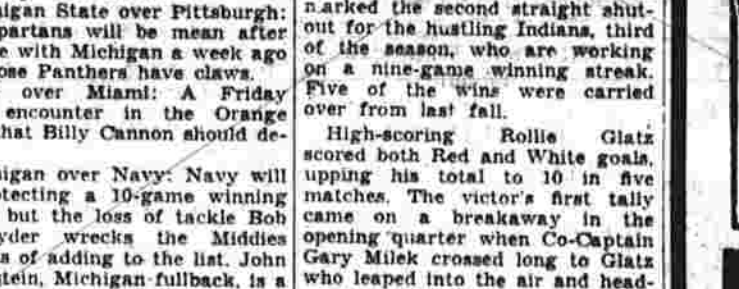 igan State over Pittsburgh:
partans will be mean after
e with Michigan a week ago
ose Panthers have claws.
over Miami: A Friday
encounter in the Orange
hat Billy Cannon should de-
igan over Navy: Navy will
tecting a 10-game winning
but the loss of tackle Bob
yder wrecks the Middies
s of adding to the list. John
tein, Michigan fullback, is a
n.arked the second straight shut-
out for the hustling Indians, third
of the season, who are working
on a nine-game winning streak.
Five of the wins were carried
over from last fall.
High-scoring Rollie Glatz
scored both Red and White goals,
upping his total to 10 in five
matches. The victor's first tally
came on a breakaway in the
opening quarter when Co-Captain
Gary Milek crossed long to Glatz
who leaped into the air and head-